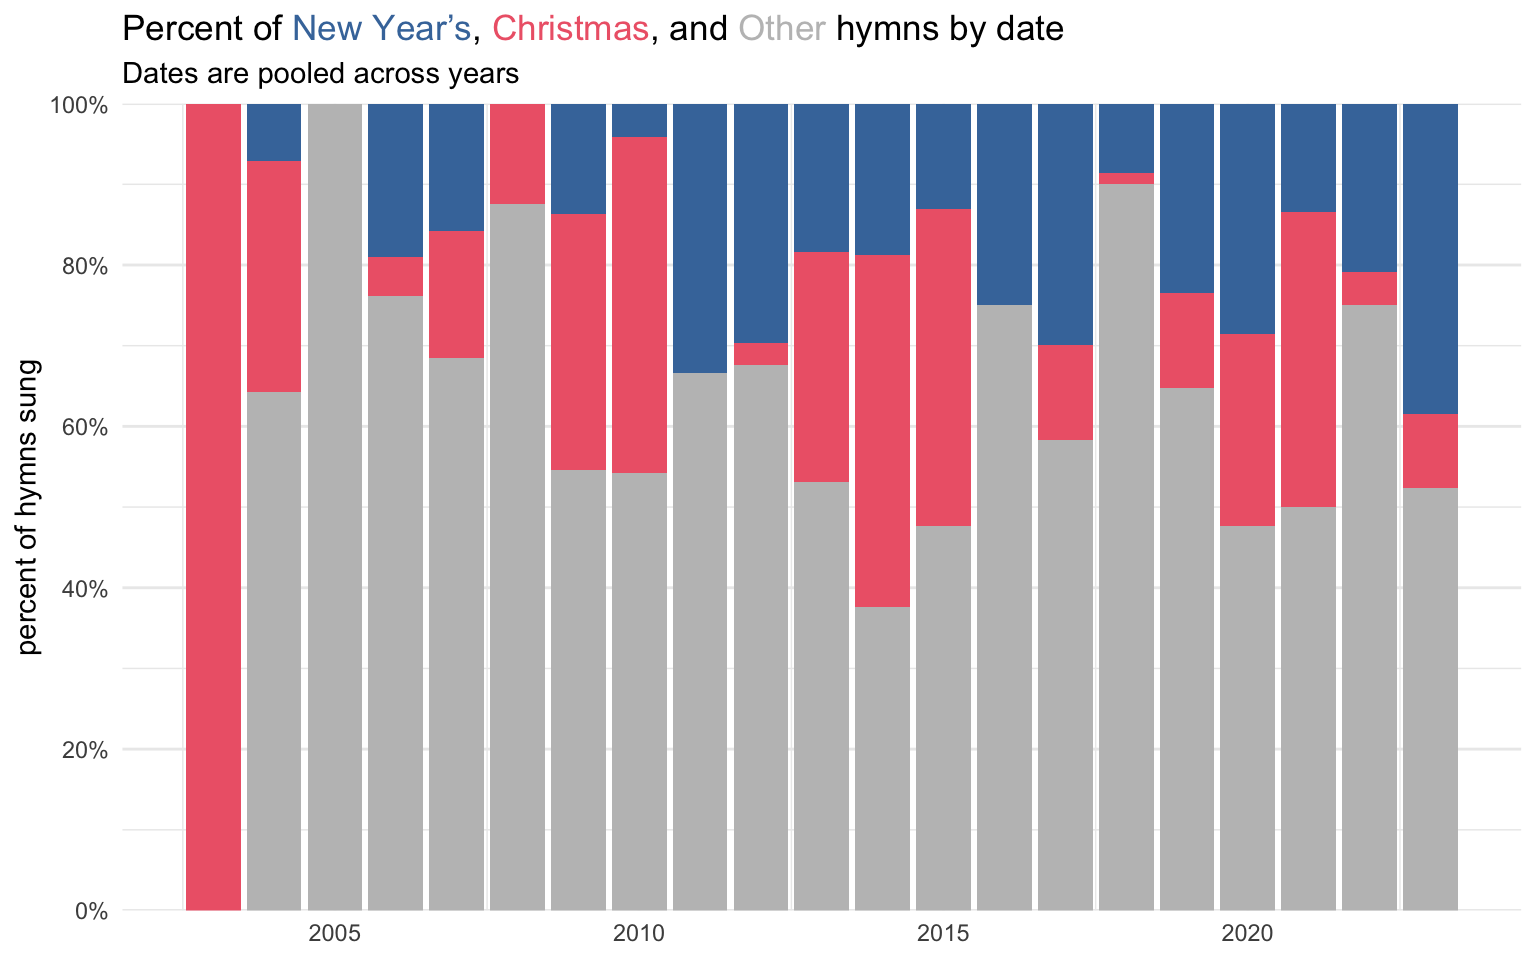 Percent of New Year’s, Christmas, and Other hymns by date
Dates are pooled across years
percent of hymns sung
100%
80%
60%
40%
20%
0%
2005 2010 2015 2020